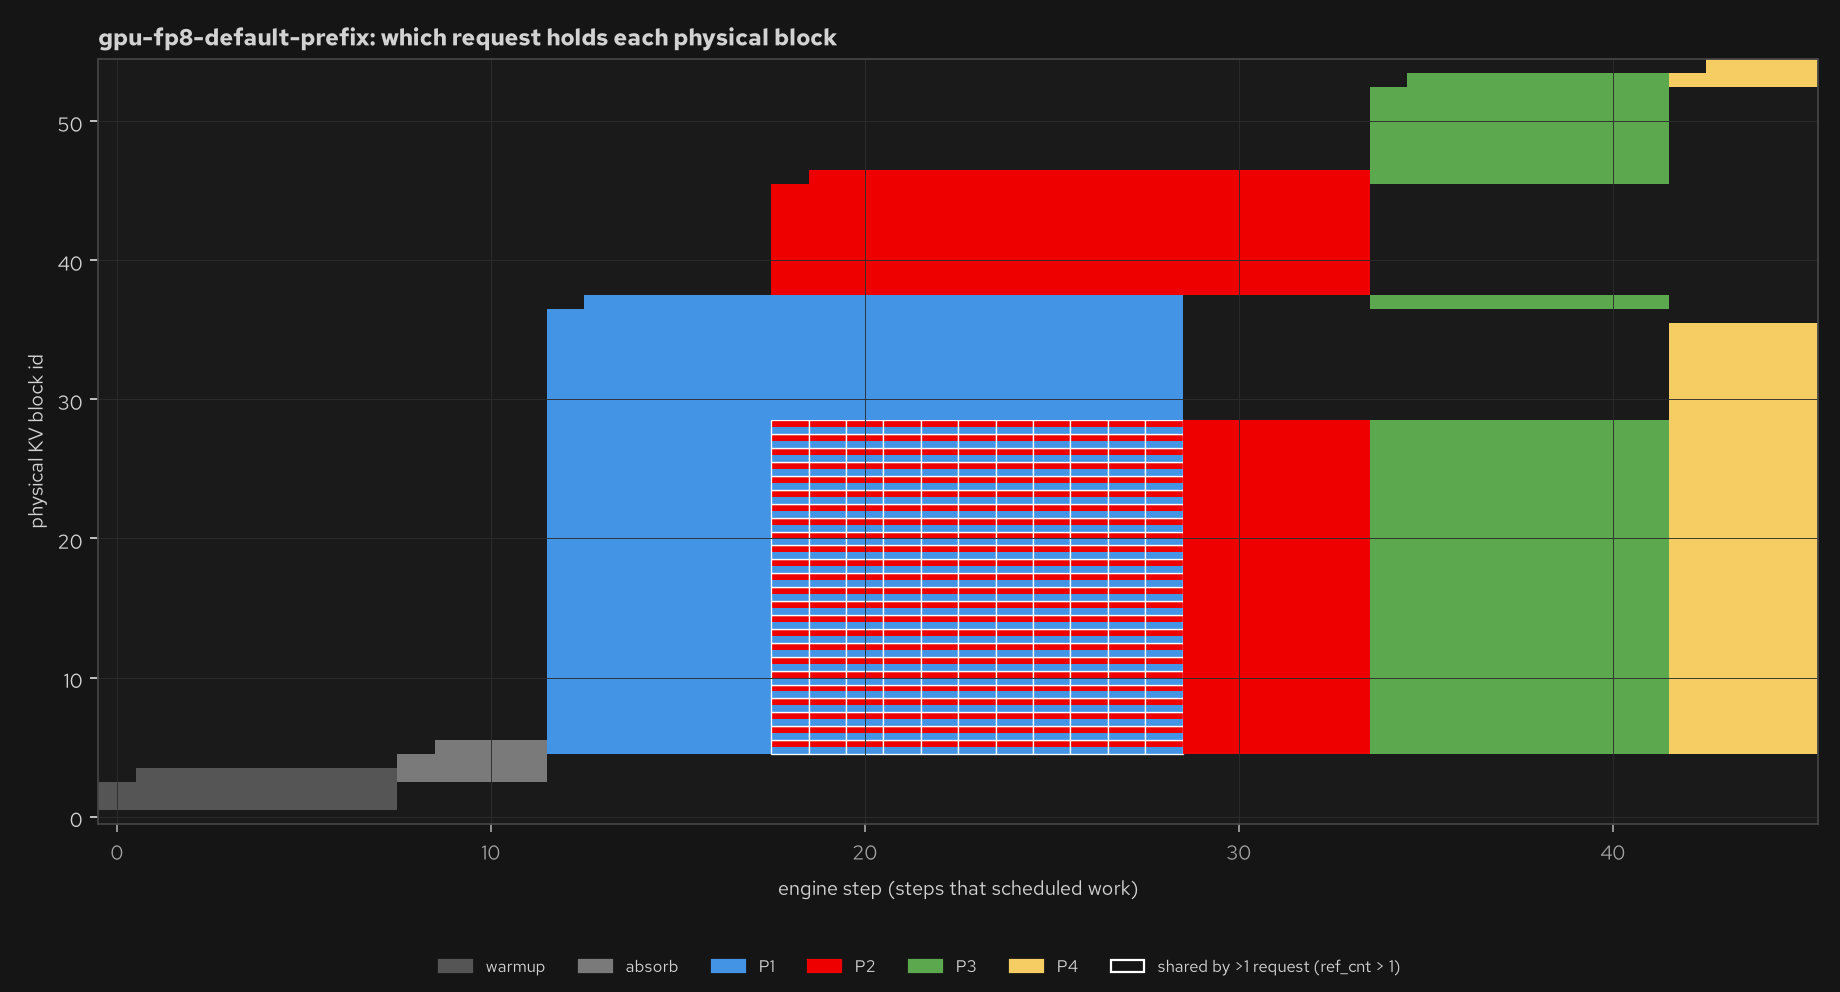 gpu-fp8-default-prefix: which request holds each physical block
physical KV block id
50
40
30
20
10
0
0 10 20 30 40
engine step (steps that scheduled work)
warmup absorb P1 P2 P3 P4 shared by >1 request (ref_cnt > 1)